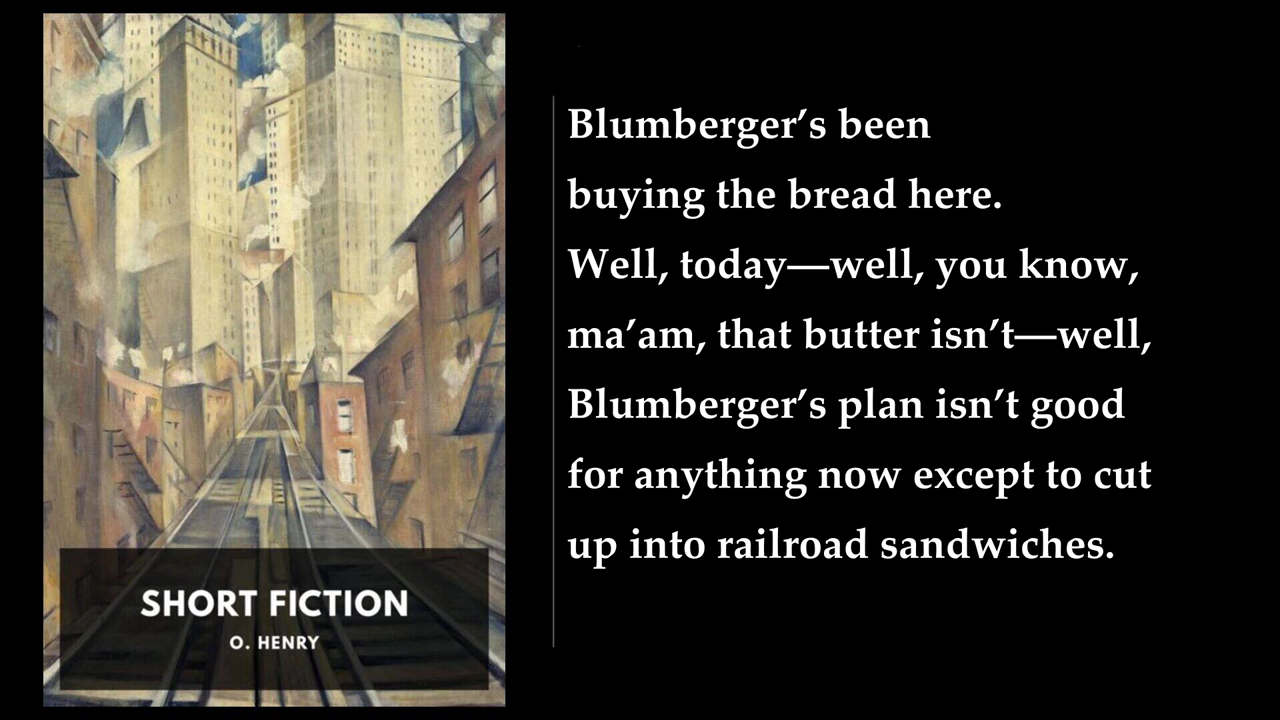 SHORT FICTION
O. HENRY
Blumberger’s been
buying the bread here.
Well, today—well, you know,
ma’am, that butter isn’t—well,
Blumberger’s plan isn’t good
for anything now except to cut
up into railroad sandwiches.